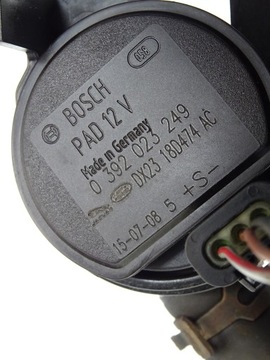 BOSCH
PAD 12 V
Made in Germany
0 392 023 249
DX23 18D474 AC
15-07-08 5 +S-